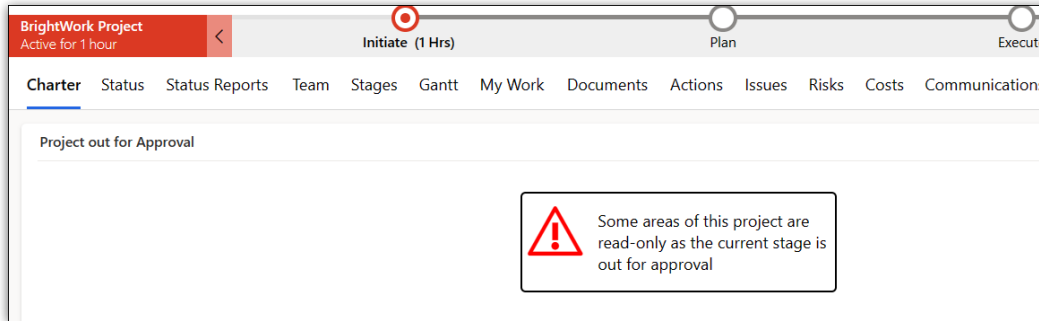 BrightWork Project
Active for 1 hour
Initiate (1 Hrs)
Plan
Execut
Charter Status Status Reports Team Stages Gantt My Work Documents Actions Issues Risks Costs Communications
Project out for Approval
Some areas of this project are
read-only as the current stage is
out for approval